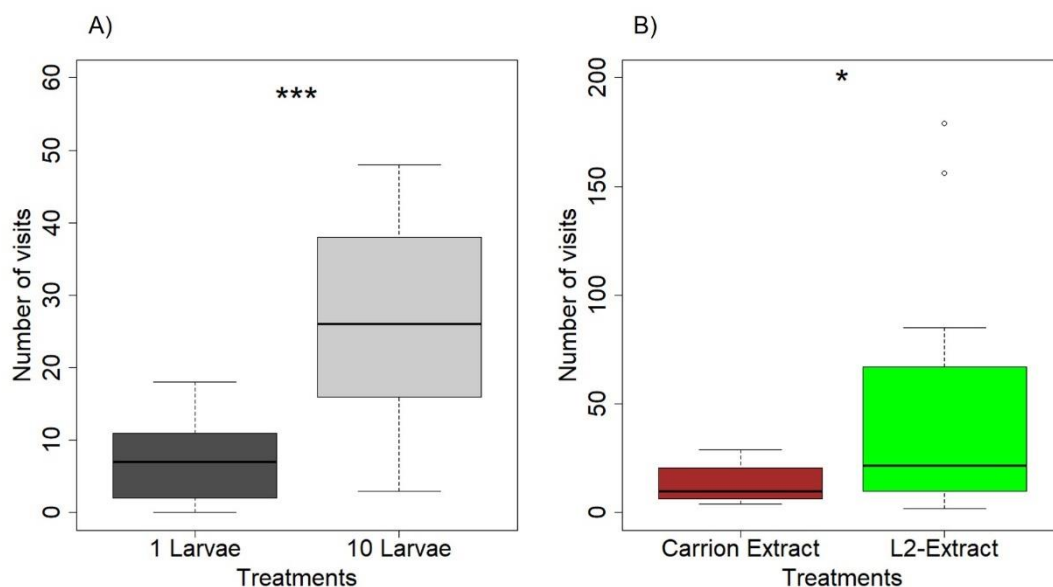 A)
***
Number of visits
60
50
40
30
20
10
0
1 Larvae 10 Larvae
Treatments
B)
*
Number of visits
200
150
100
50
0
Carrion Extract L2-Extract
Treatments